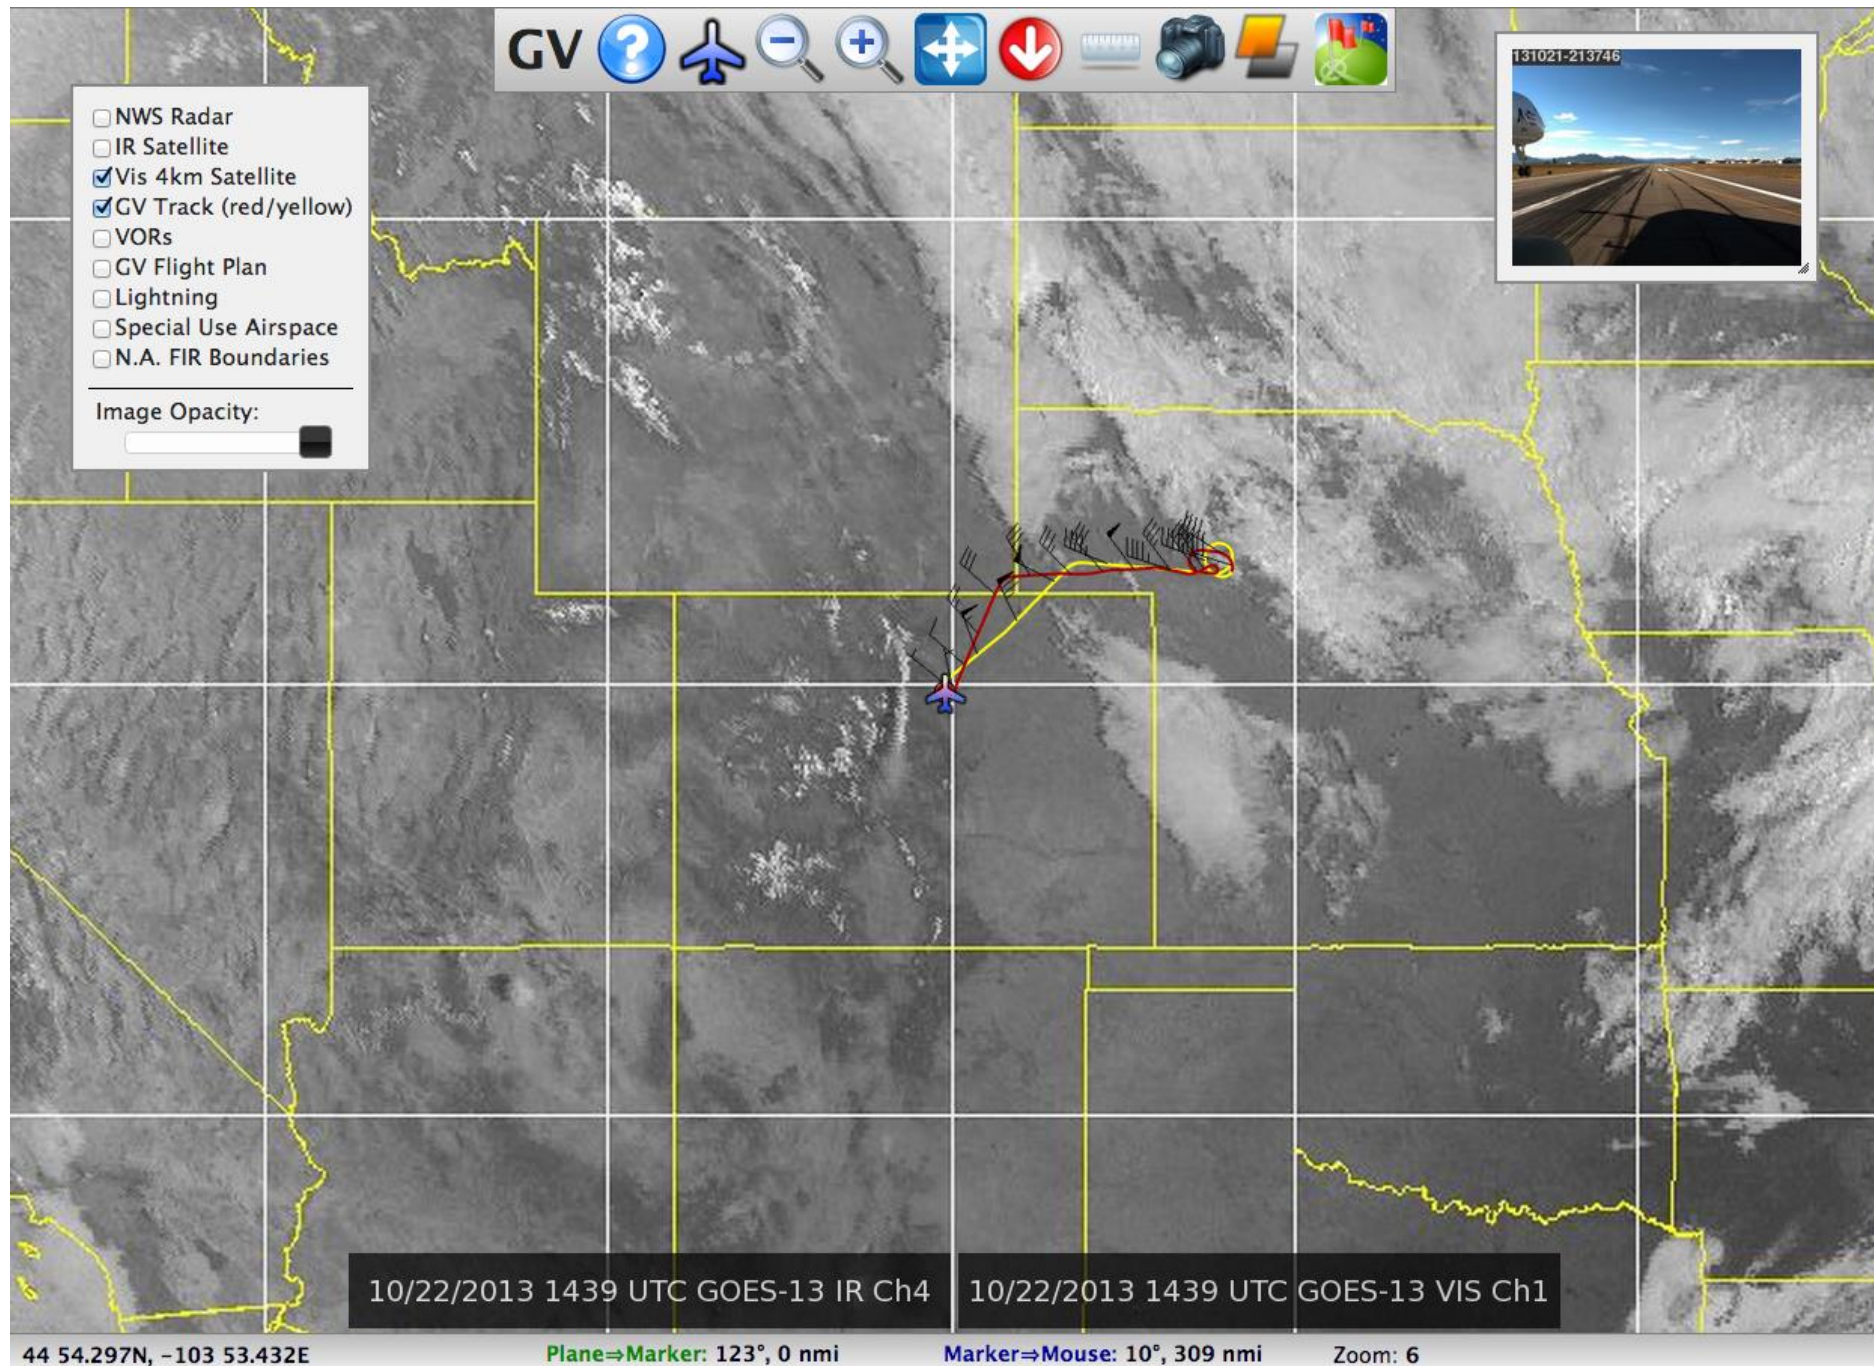 GV
131021-213746
NWS Radar
IR Satellite
Vis 4km Satellite
GV Track (red/yellow)
VORs
GV Flight Plan
Lightning
Special Use Airspace
N.A. FIR Boundaries
Image Opacity:
10/22/2013 1439 UTC GOES-13 IR Ch4
10/22/2013 1439 UTC GOES-13 VIS Ch1
44 54.297N, -103 53.432E
Plane⇒Marker: 123°, 0 nmi
Marker⇒Mouse: 10°, 309 nmi
Zoom: 6